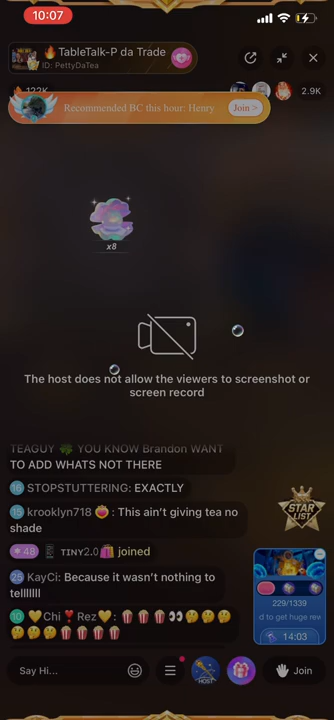 10:07
🔥 TableTalk-P da Trade
ID: PettyDaTea
122K
2.9K
Recommended BC this hour: Henry
Join >
x8
The host does not allow the viewers to screenshot or
screen record
TEAGUY 🍀 YOU KNOW Brandon WANT
TO ADD WHATS NOT THERE
16 STOPSTUTTERING: EXACTLY
15 krooklyn718 : This ain't giving tea no
shade
48 TINY2.0 🛍 joined
STAR
LIST
25 KayCi: Because it wasn't nothing to
telllllll
10 💛Chi❣Rez💛: 🍿🍿🍿👀🤔🤔
🤔🤔🤔🍿🍿🍿🍿
229/1339
d to get huge rew
14:03
Say Hi...
HOST
Join